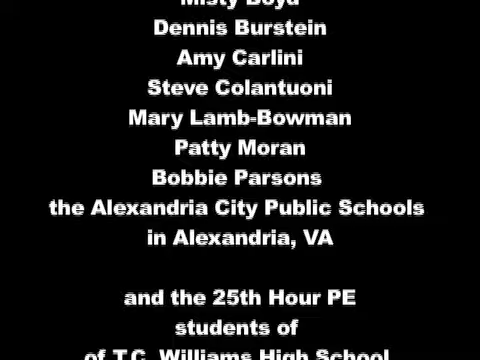 Misty Boyd
Dennis Burstein
Amy Carlini
Steve Colantuoni
Mary Lamb-Bowman
Patty Moran
Bobbie Parsons
the Alexandria City Public Schools
in Alexandria, VA
and the 25th Hour PE
students of
of T.C. Williams High School